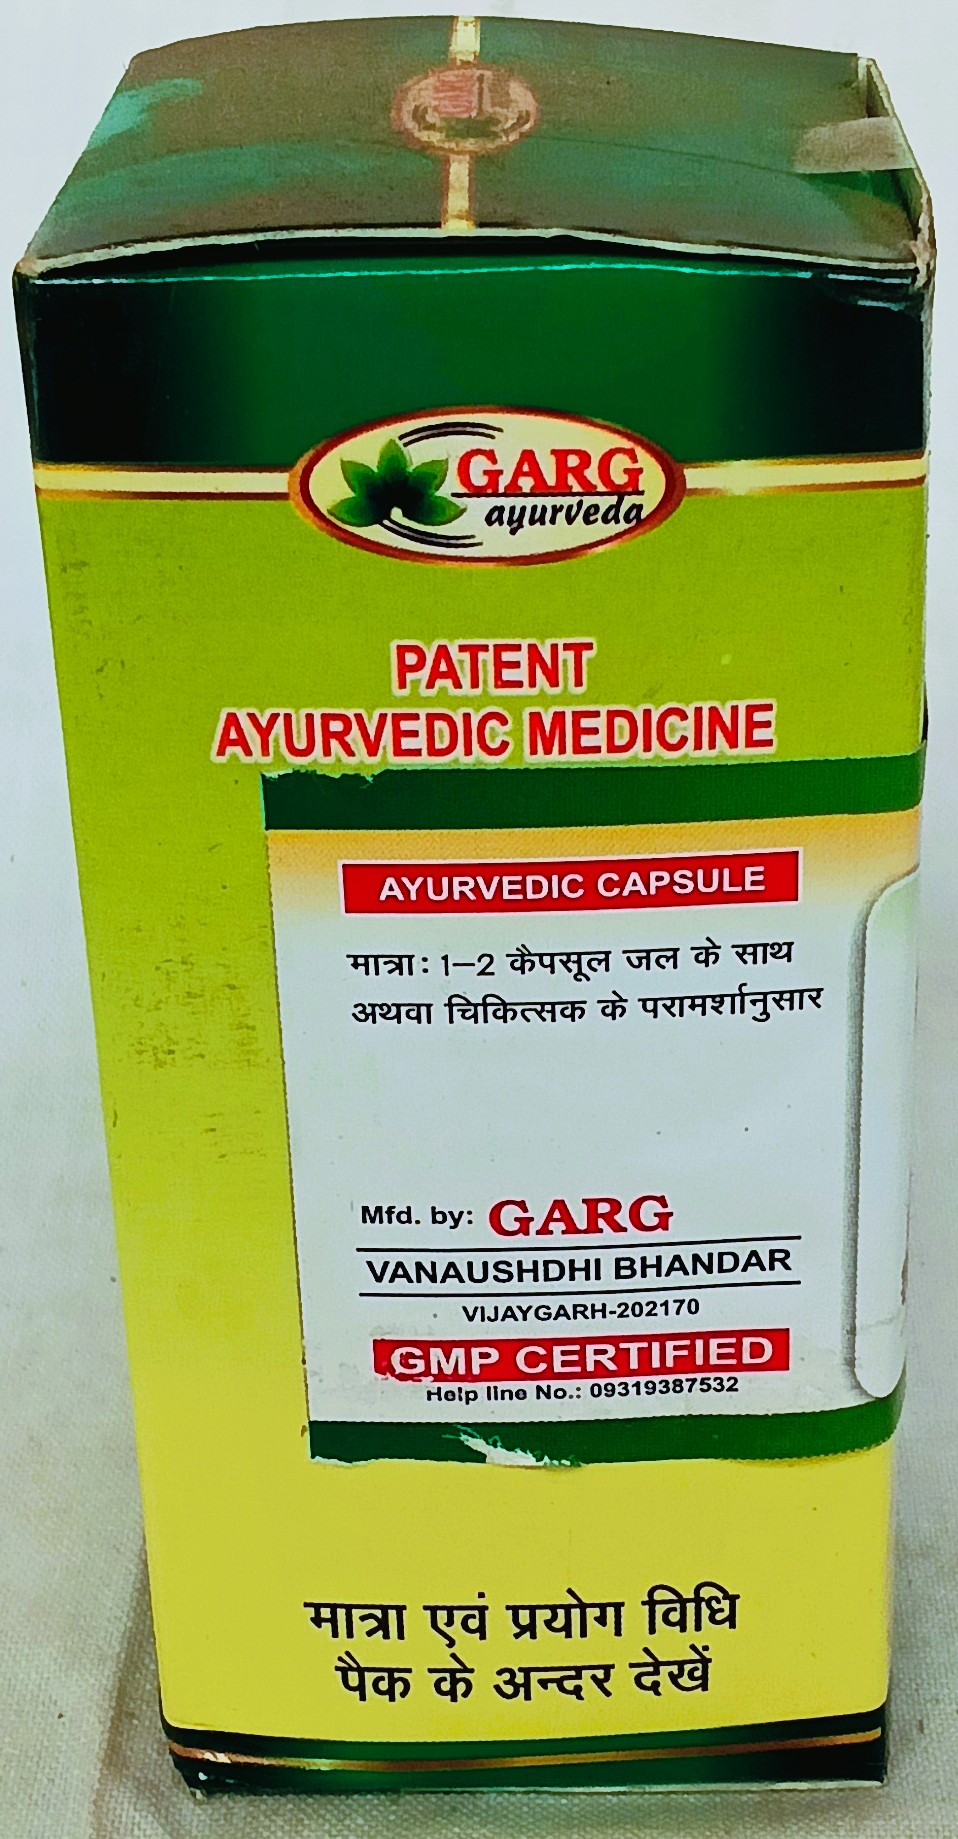 GARG
ayurveda
PATENT
AYURVEDIC MEDICINE
AYURVEDIC CAPSULE
मात्रा: 1–2 कैपसूल जल के साथ
अथवा चिकित्सक के परामर्शानुसार
Mfd. by: GARG
VANAUSHDHI BHANDAR
VIJAYGARH-202170
GMP CERTIFIED
Help line No.: 09319387532
मात्रा एवं प्रयोग विधि
पैक के अन्दर देखें